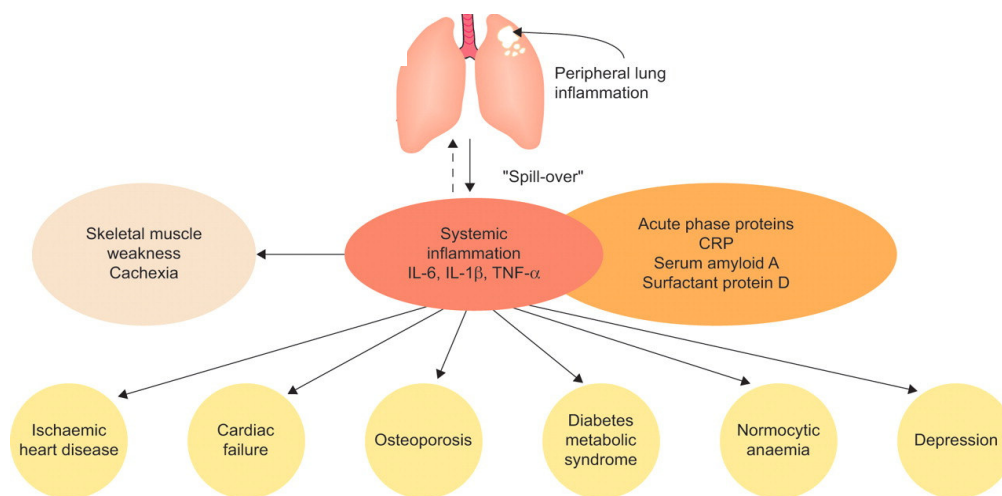 Peripheral lung
inflammation
"Spill-over"
Skeletal muscle
weakness
Cachexia
Systemic
inflammation
IL-6, IL-1β, TNF-α
Acute phase proteins
CRP
Serum amyloid A
Surfactant protein D
Ischaemic
heart disease
Cardiac
failure
Osteoporosis
Diabetes
metabolic
syndrome
Normocytic
anaemia
Depression